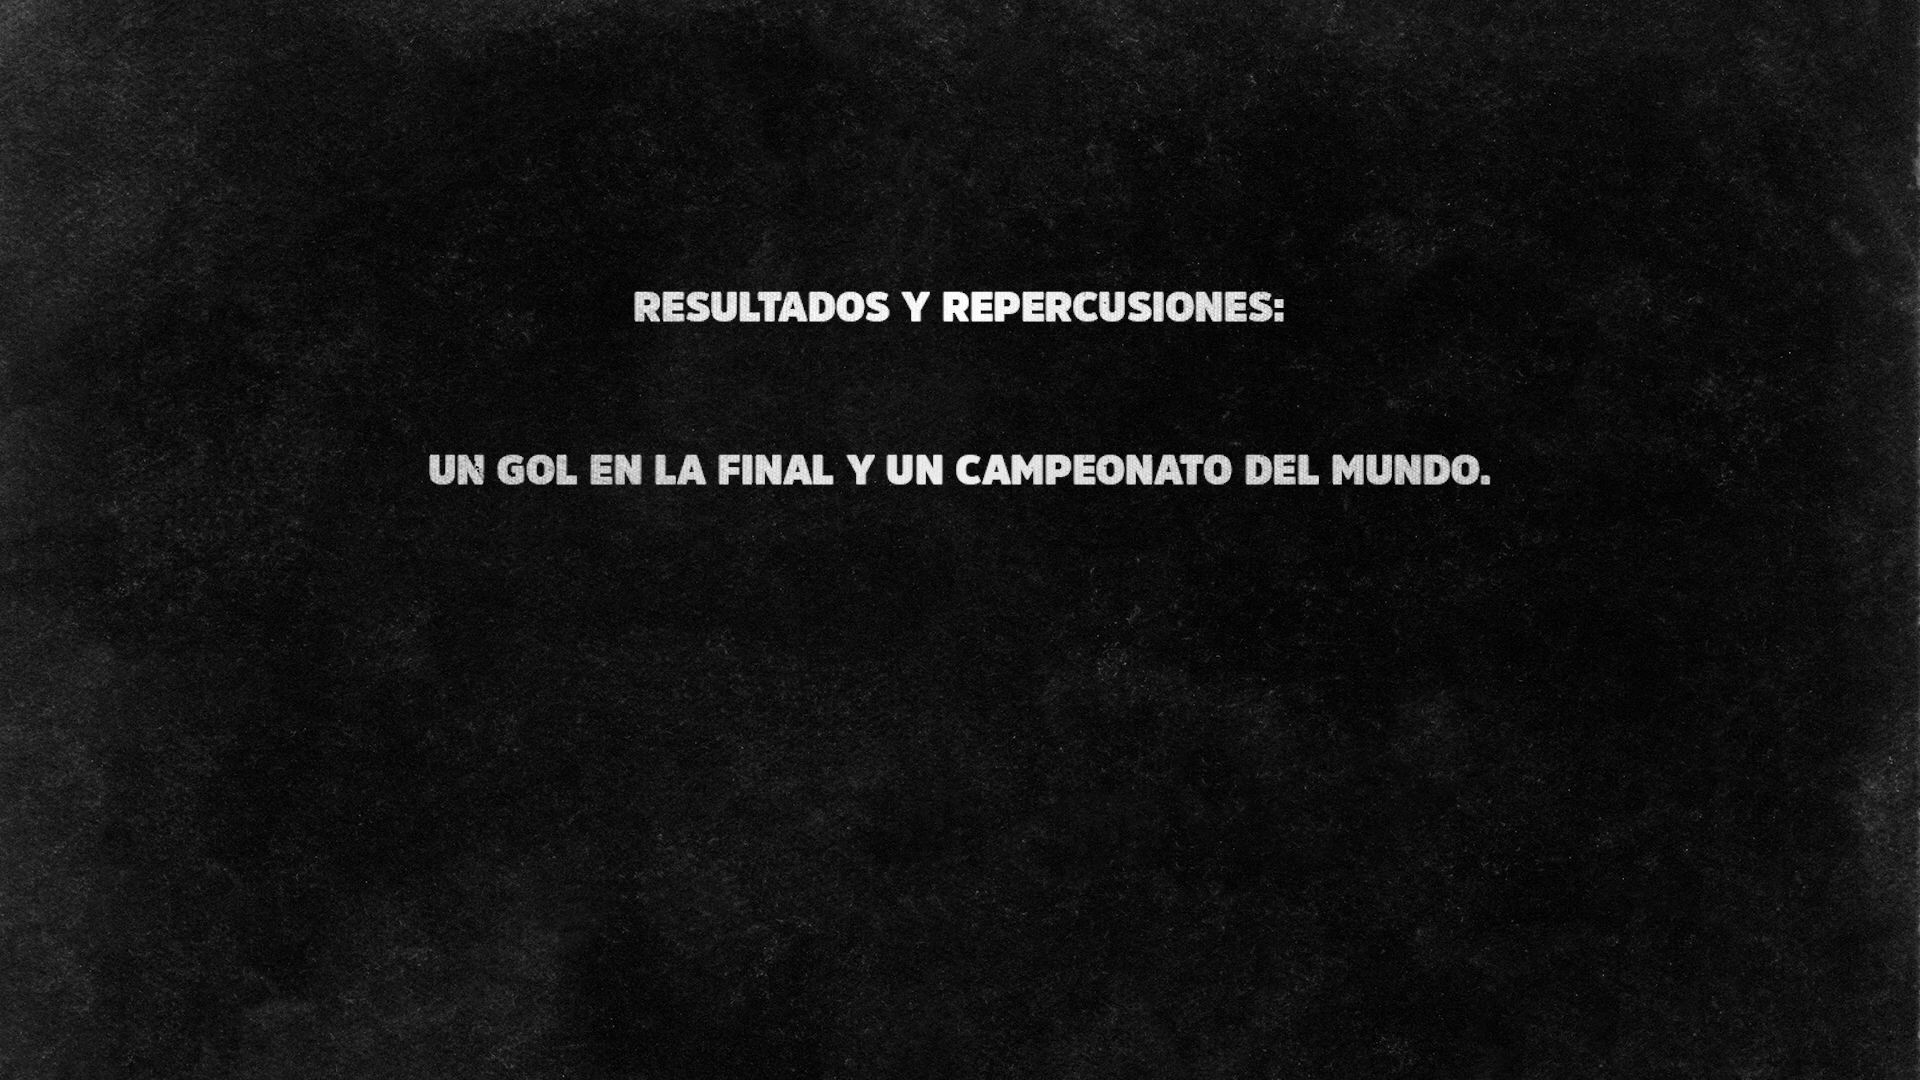 RESULTADOS Y REPERCUSIONES:
UN GOL EN LA FINAL Y UN CAMPEONATO DEL MUNDO.